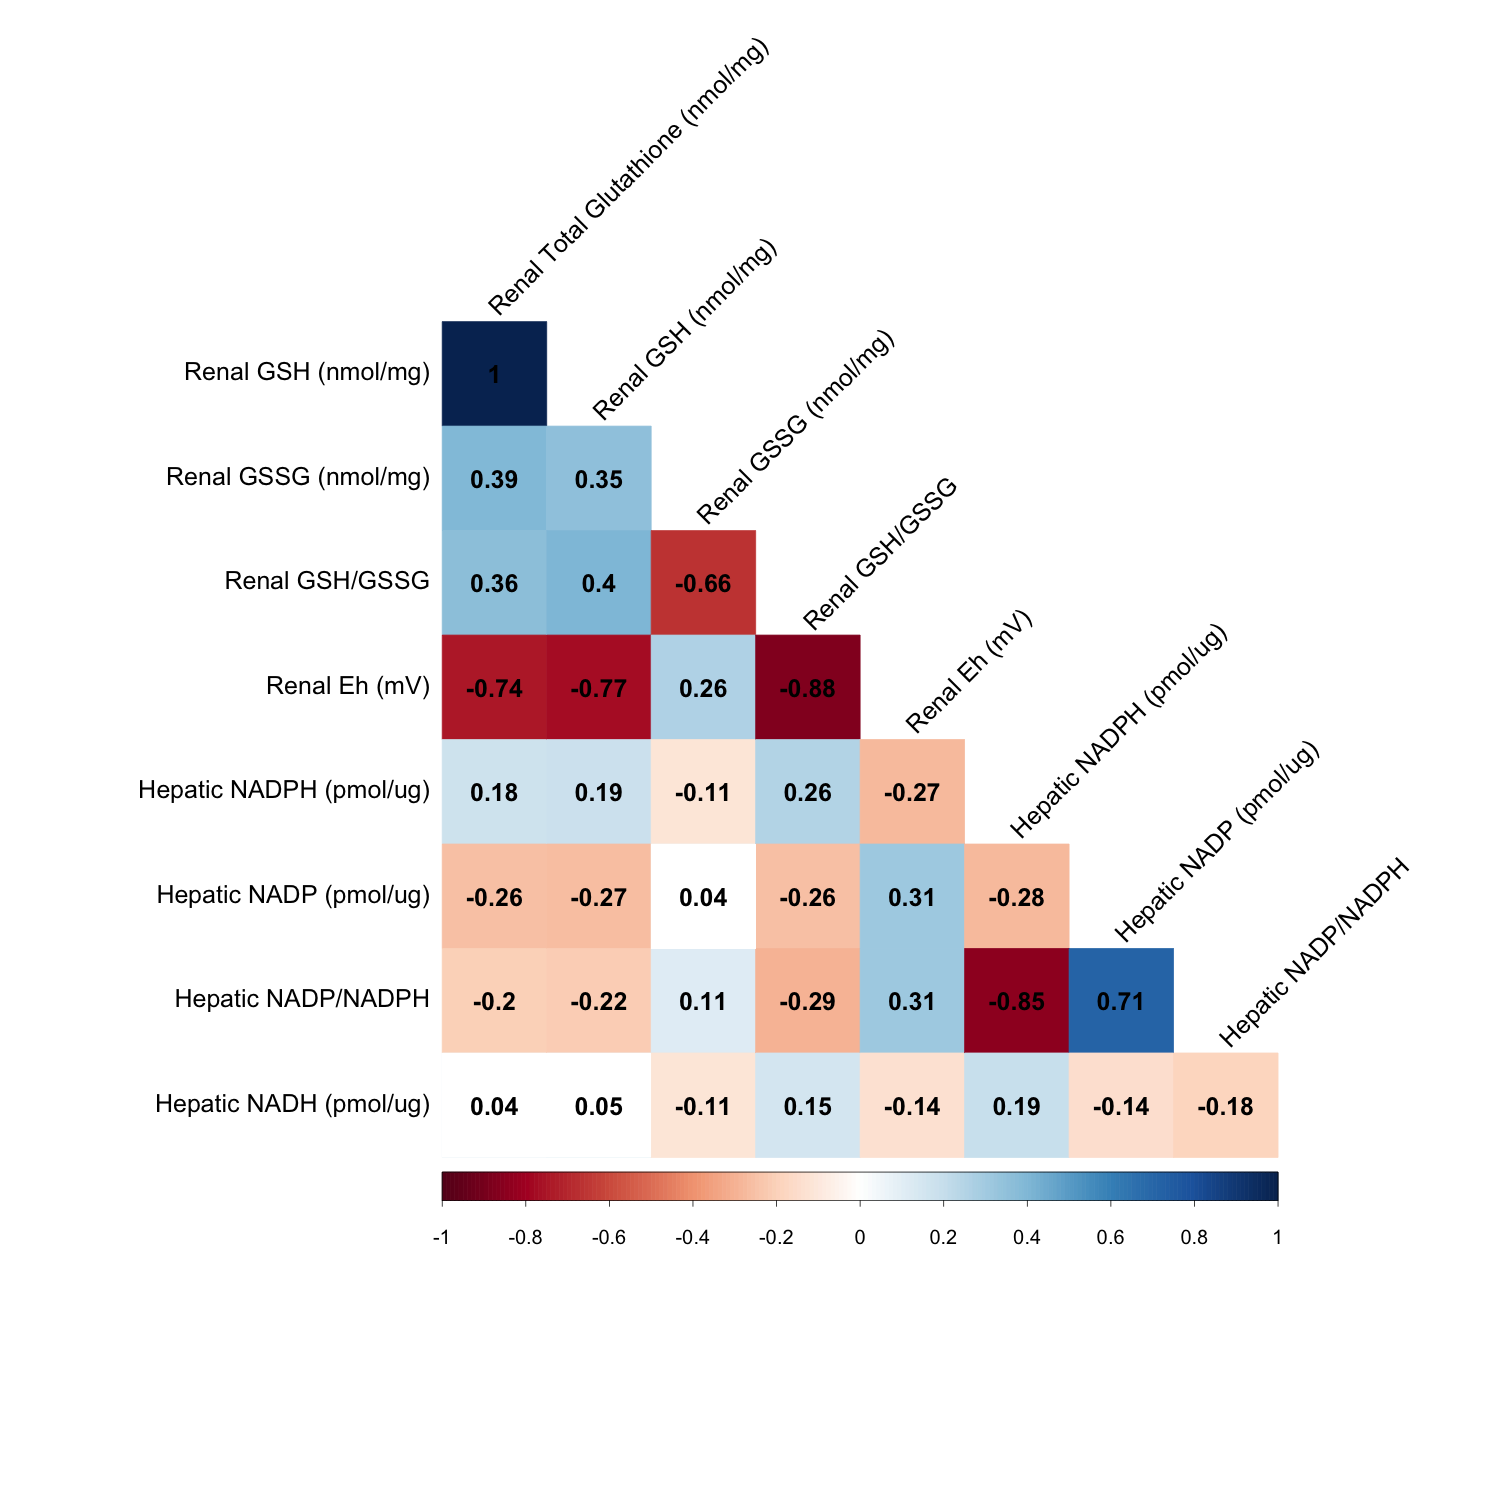 Renal Total Glutathione (nmol/mg)
Renal GSH (nmol/mg)
Renal GSSG (nmol/mg)
Renal GSH/GSSG
Renal Eh (mV)
Hepatic NADPH (pmol/ug)
Hepatic NADP (pmol/ug)
Hepatic NADP/NADPH
Renal GSH (nmol/mg) 1
Renal GSSG (nmol/mg) 0.39 0.35
Renal GSH/GSSG 0.36 0.4 -0.66
Renal Eh (mV) -0.74 -0.77 0.26 -0.88
Hepatic NADPH (pmol/ug) 0.18 0.19 -0.11 0.26 -0.27
Hepatic NADP (pmol/ug) -0.26 -0.27 0.04 -0.26 0.31 -0.28
Hepatic NADP/NADPH -0.2 -0.22 0.11 -0.29 0.31 -0.85 0.71
Hepatic NADH (pmol/ug) 0.04 0.05 -0.11 0.15 -0.14 0.19 -0.14 -0.18
-1 -0.8 -0.6 -0.4 -0.2 0 0.2 0.4 0.6 0.8 1